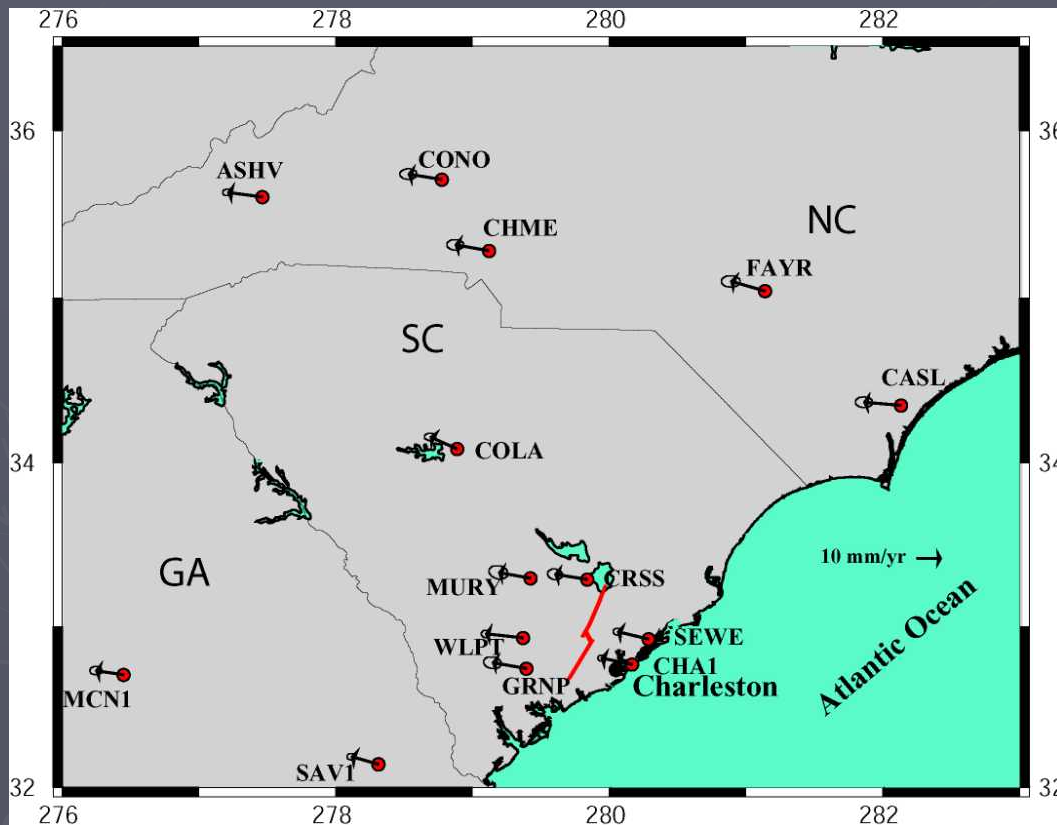 276 278 280 282
36 36
ASHV
CONO
CHME
NC
FAYR
SC
CASL
34 34
COLA
10 mm/yr
GA
MURY
CRSS
WLPT
SEWE
CHA1
GRNP
Charleston
MCN1
Atlantic Ocean
SAV1
32 32
276 278 280 282